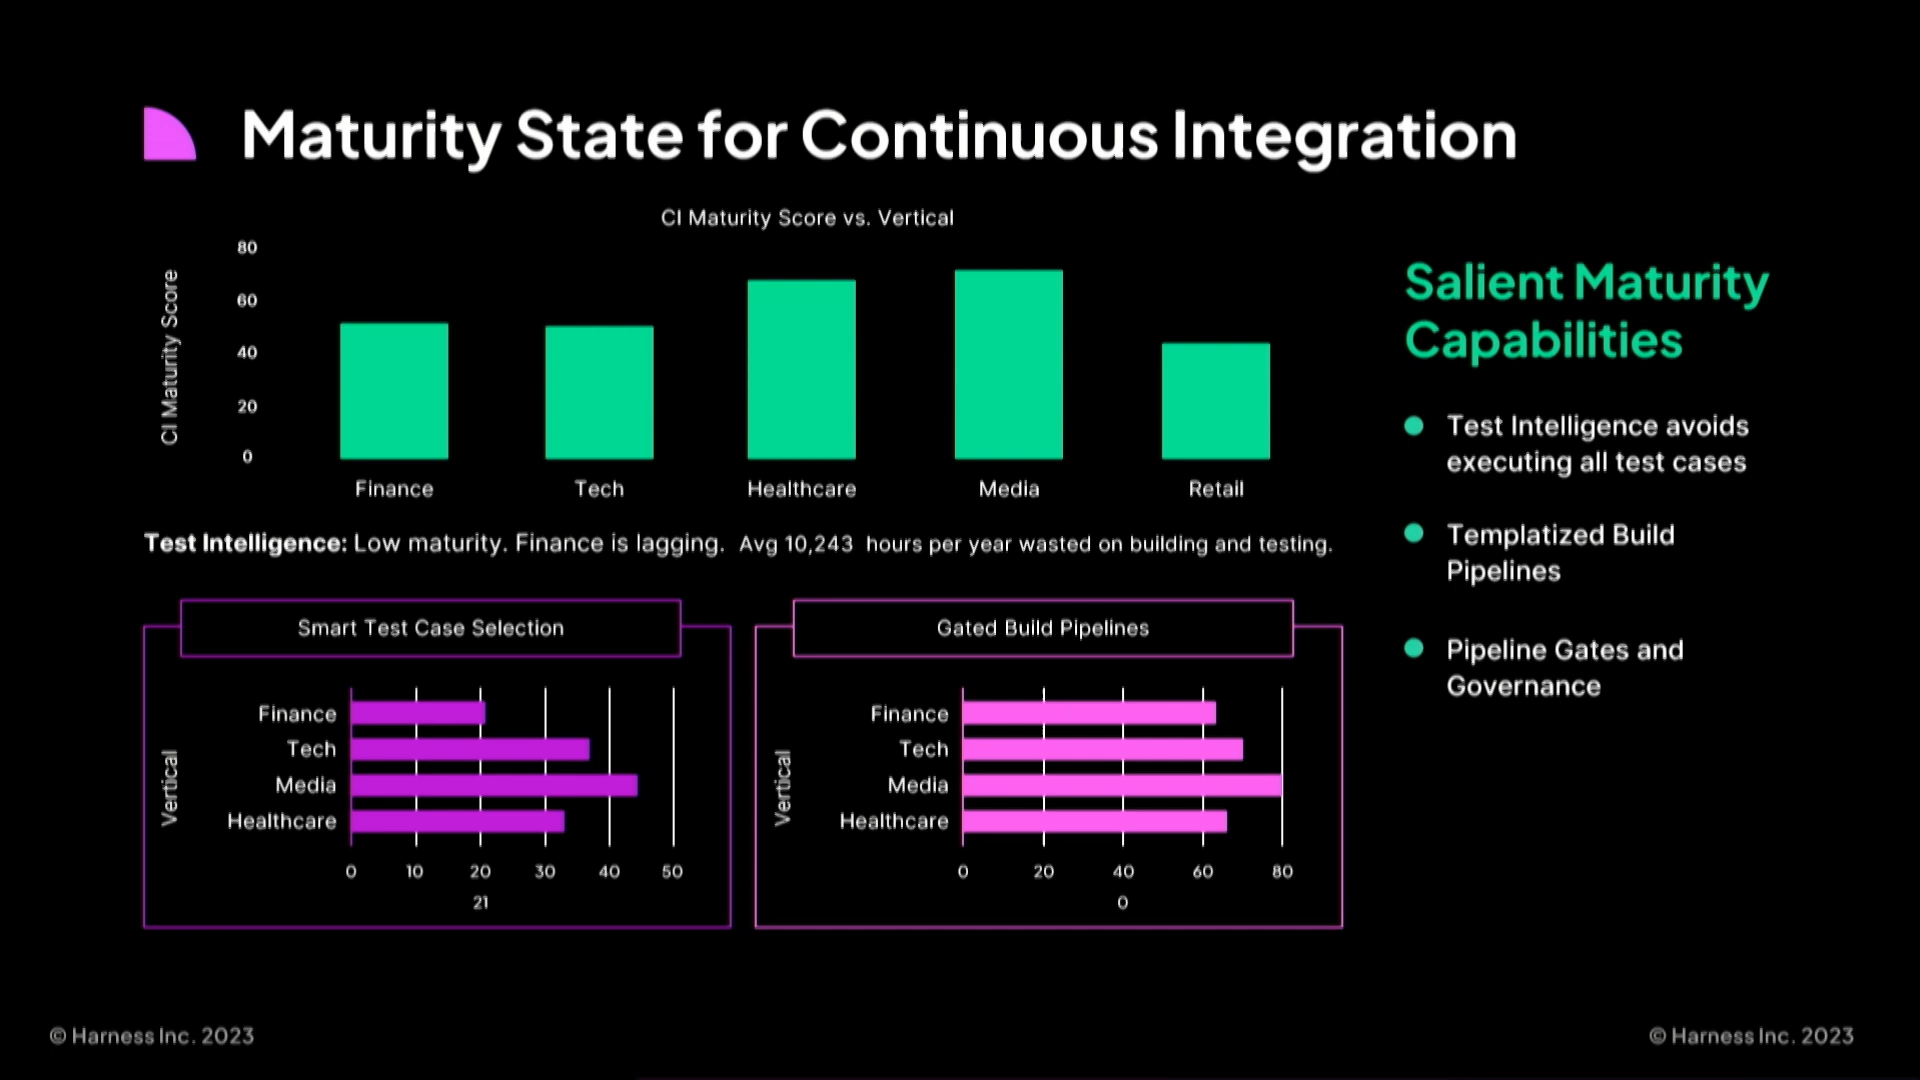 Maturity State for Continuous Integration
CI Maturity Score vs. Vertical
CI Maturity Score
80
60
40
20
0
Finance
Tech
Healthcare
Media
Retail
Test Intelligence: Low maturity. Finance is lagging. Avg 10,243 hours per year wasted on building and testing.
Smart Test Case Selection
Vertical
Finance
Tech
Media
Healthcare
0 10 20 30 40 50
21
Gated Build Pipelines
Vertical
Finance
Tech
Media
Healthcare
0 20 40 60 80
0
Salient Maturity
Capabilities
Test Intelligence avoids
executing all test cases
Templatized Build
Pipelines
Pipeline Gates and
Governance
© Harness Inc. 2023
© Harness Inc. 2023